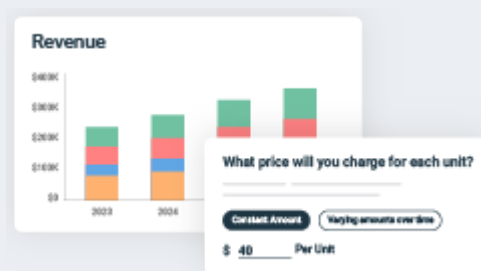 Revenue
$400K
$300K
$200K
$100K
$0
2023
2024
What price will you charge for each unit?
Constant Amount
Varying amounts over time
$ 40 Per Unit